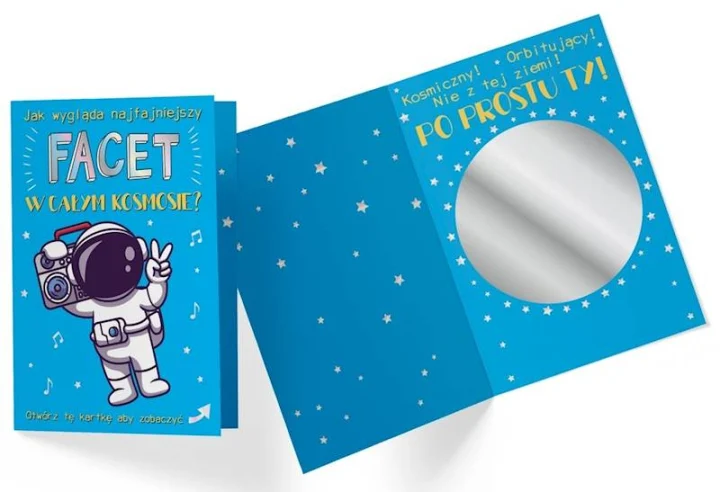 Jak wygląda najfajniejszy
FACET
W CAŁYM KOSMOSIE?
Otwórz tę kartkę aby zobaczyć
Kosmiczny! Orbitujący!
Nie z tej ziemi!
PO PROSTU TY!